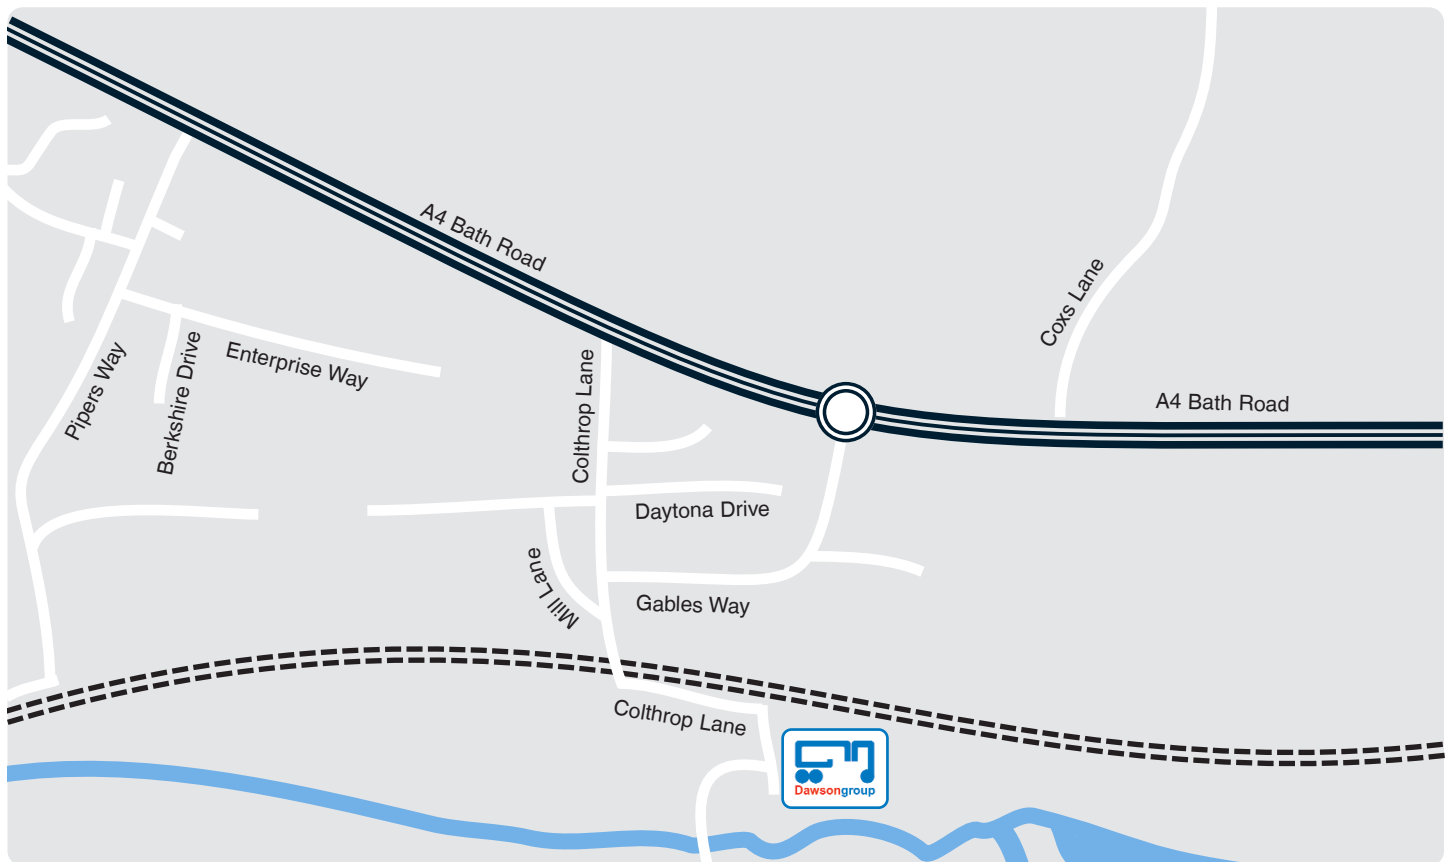 A4 Bath Road
Coxs Lane
Pipers Way
Berkshire Drive
Enterprise Way
Colthrop Lane
A4 Bath Road
Daytona Drive
Mill Lane
Gables Way
Colthrop Lane
Dawsongroup